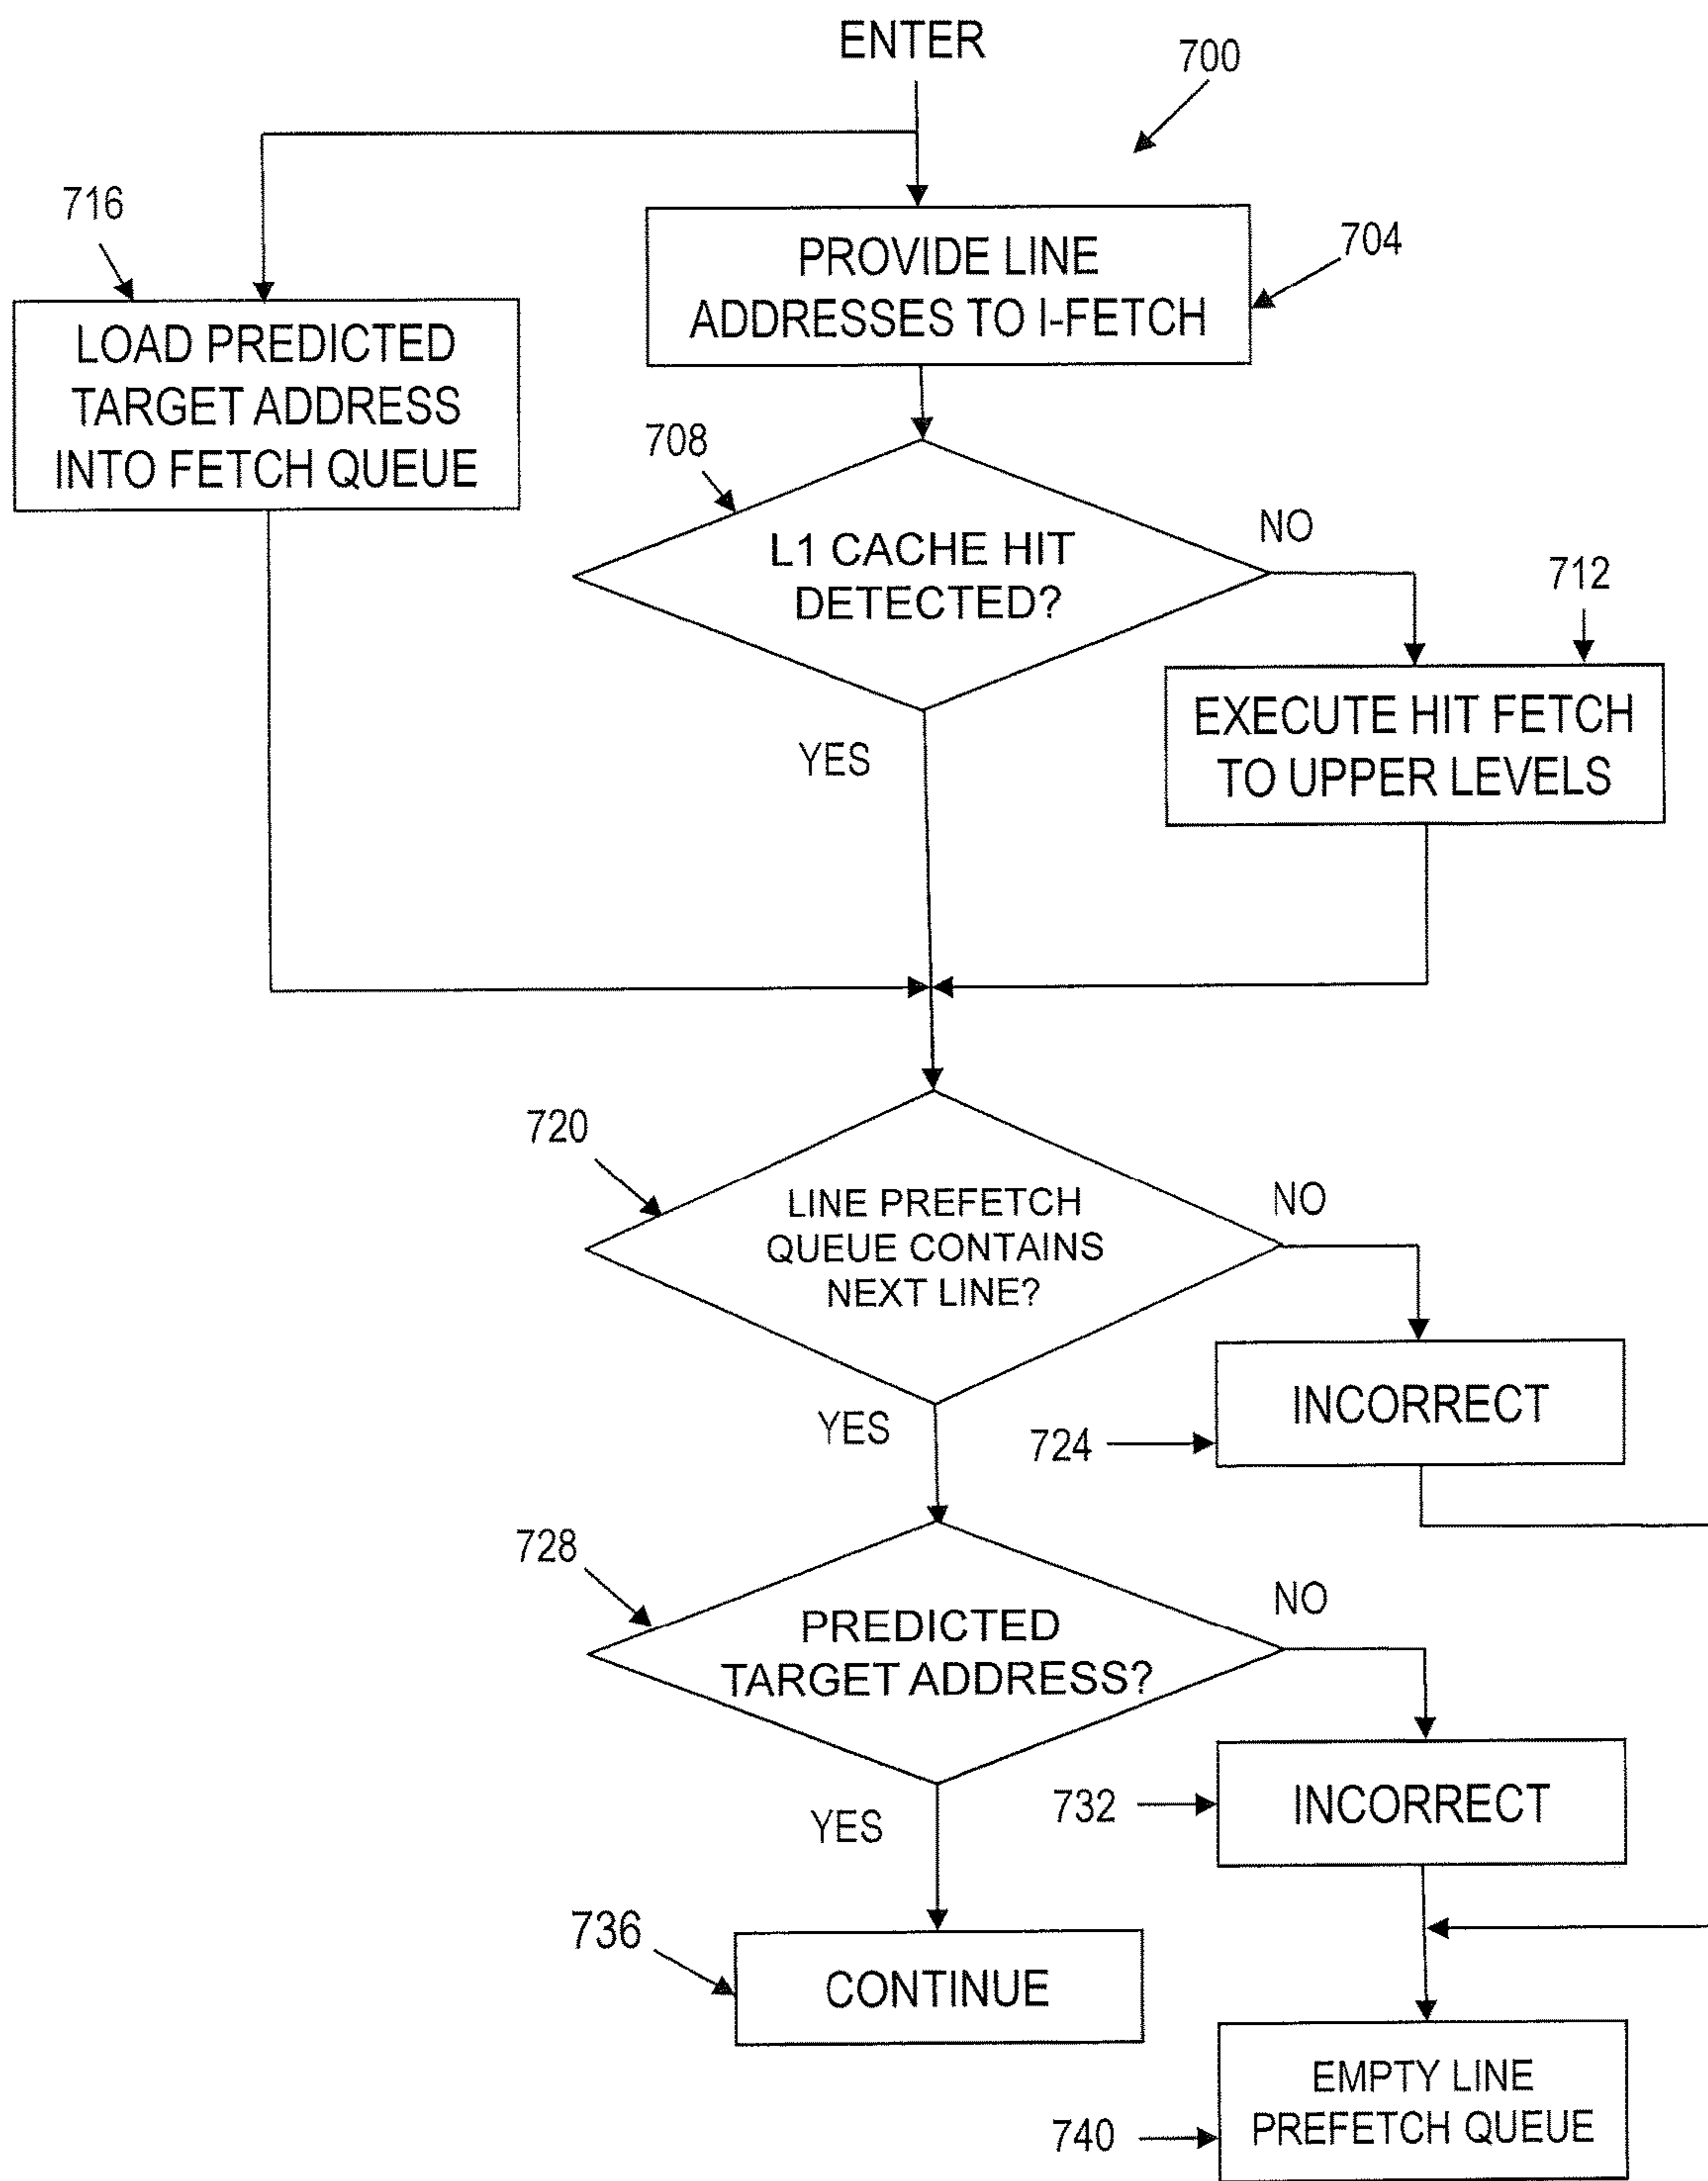 ENTER
700
716
PROVIDE LINE
ADDRESSES TO I-FETCH
704
LOAD PREDICTED
TARGET ADDRESS
INTO FETCH QUEUE
708
L1 CACHE HIT
DETECTED?
NO
712
EXECUTE HIT FETCH
TO UPPER LEVELS
YES
720
LINE PREFETCH
QUEUE CONTAINS
NEXT LINE?
NO
INCORRECT
724
YES
728
PREDICTED
TARGET ADDRESS?
NO
732
INCORRECT
YES
736
CONTINUE
EMPTY LINE
PREFETCH QUEUE
740